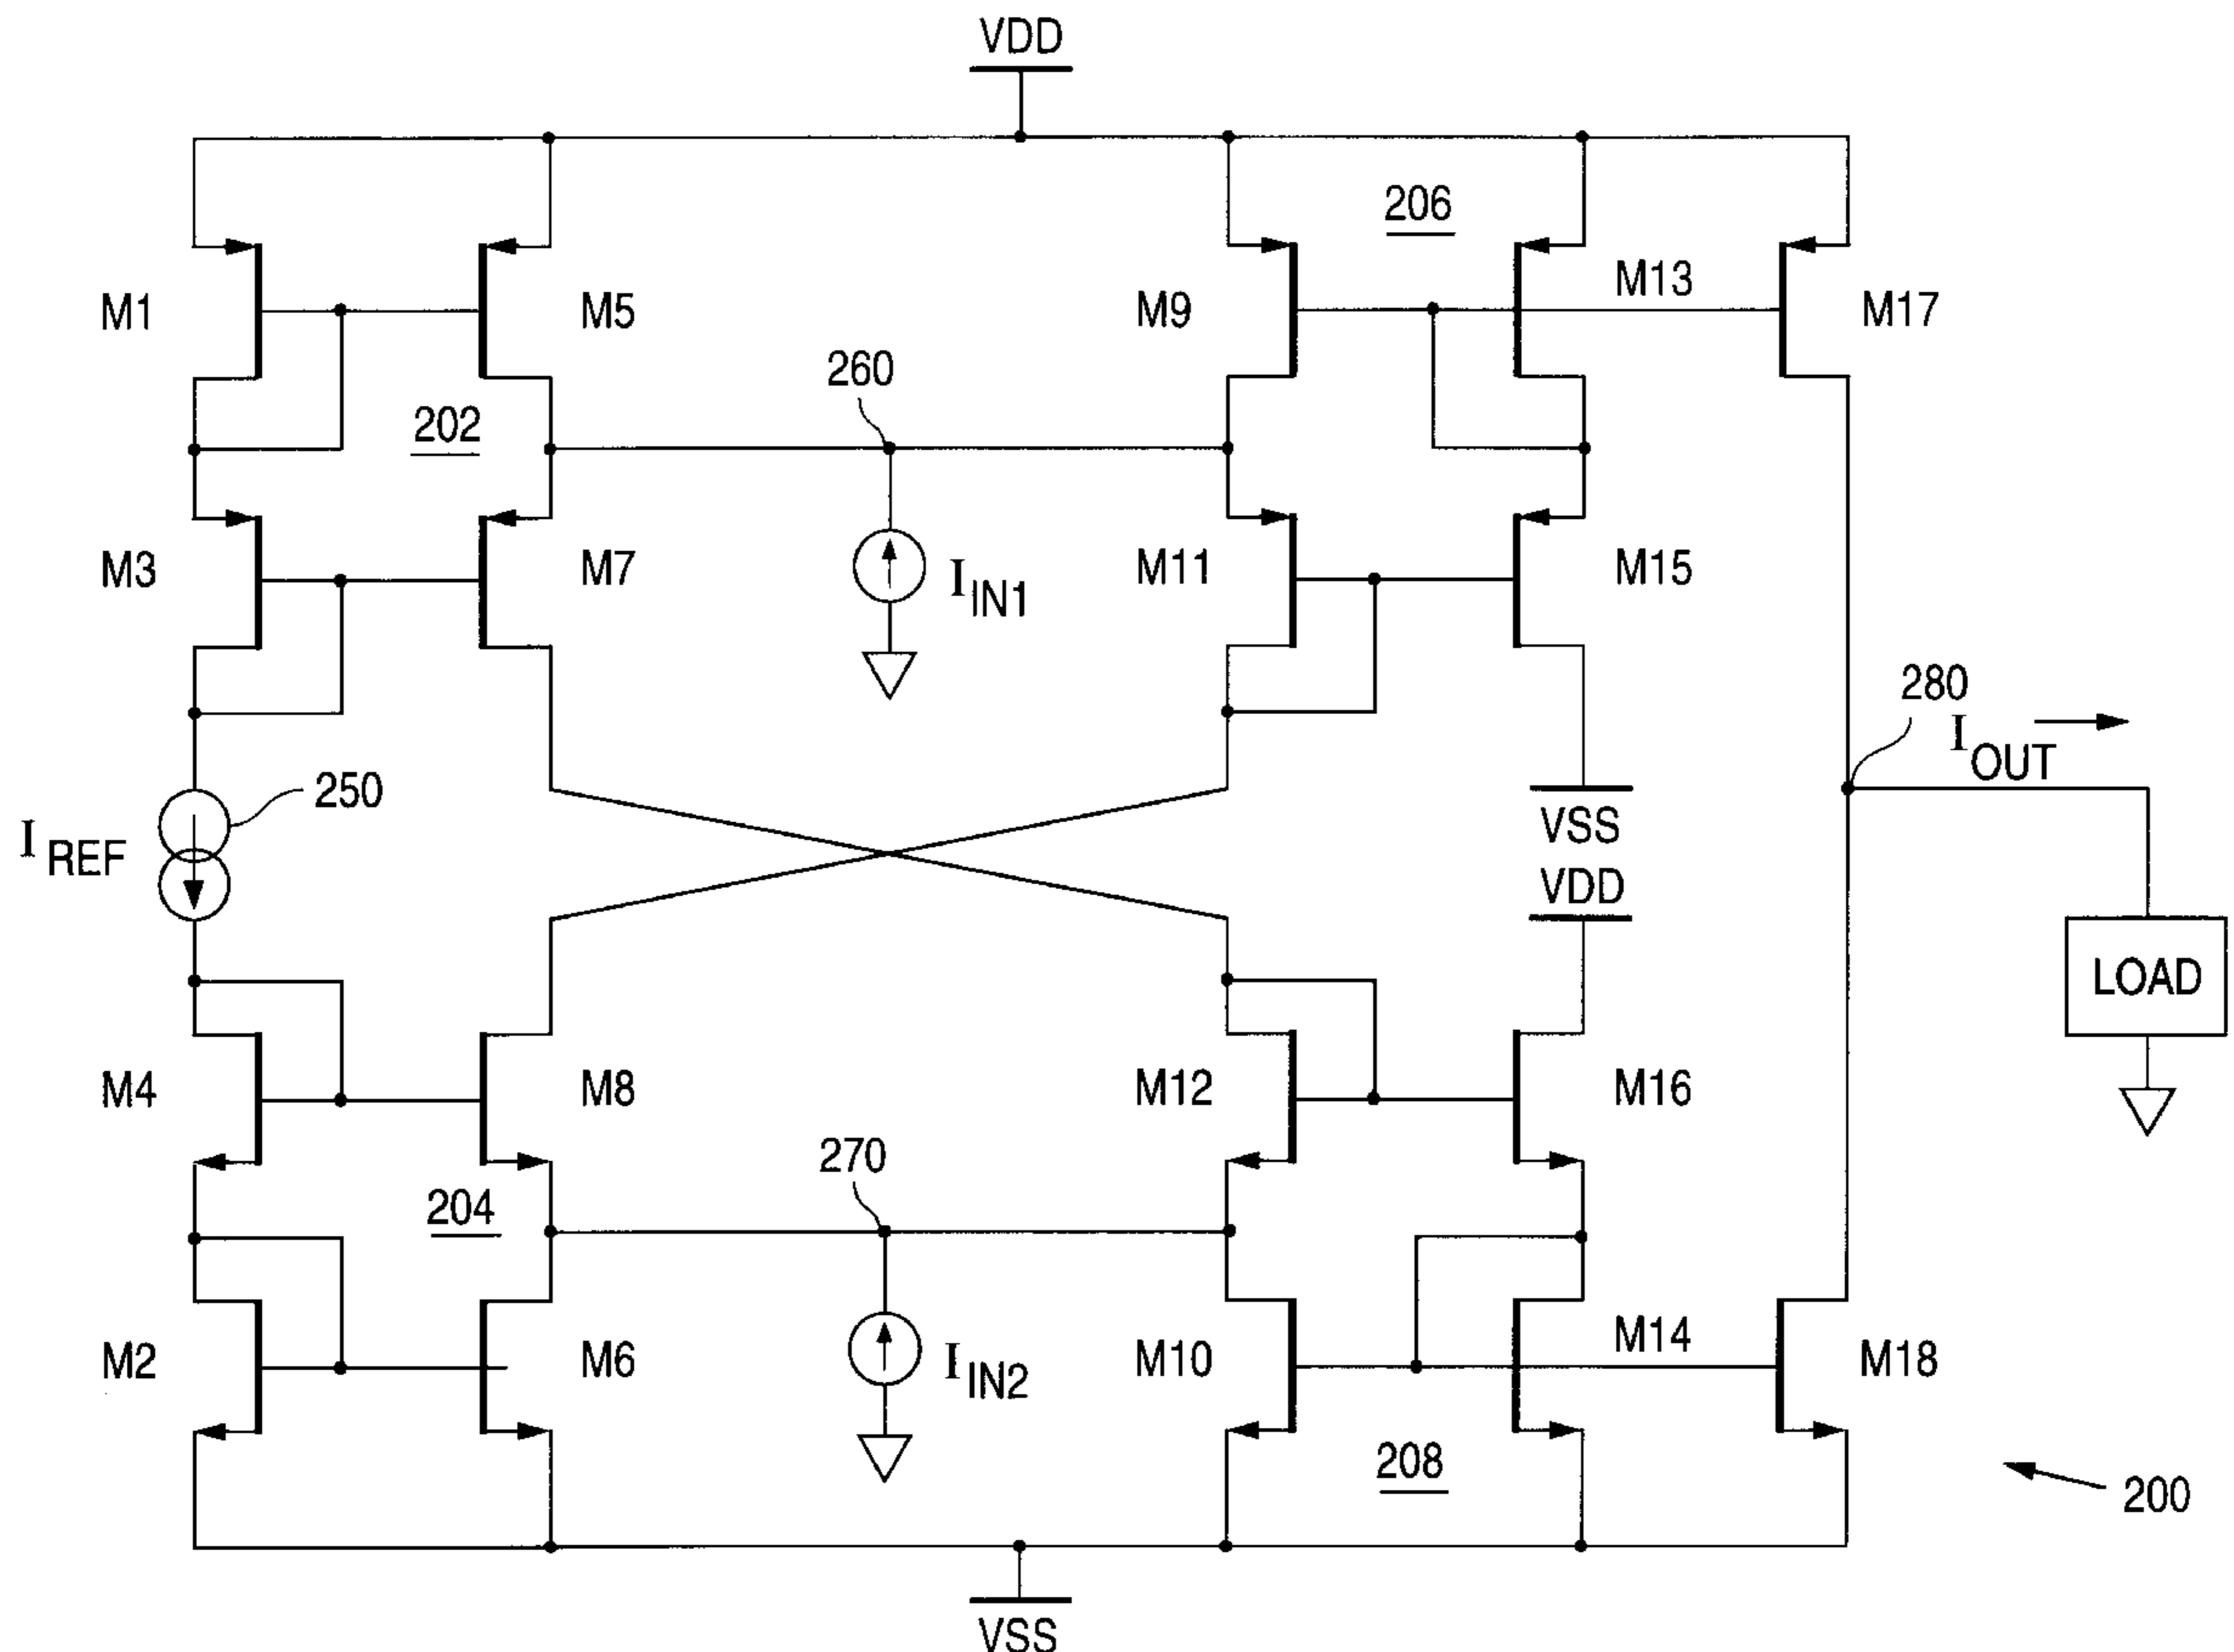 VDD
206
M1
M5
M9
M13
M17
260
202
M3
M7
I IN1
M11
M15
280
I OUT
250
I REF
VSS
VDD
LOAD
M4
M8
M12
M16
270
204
M2
M6
I IN2
M10
M14
M18
208
200
VSS